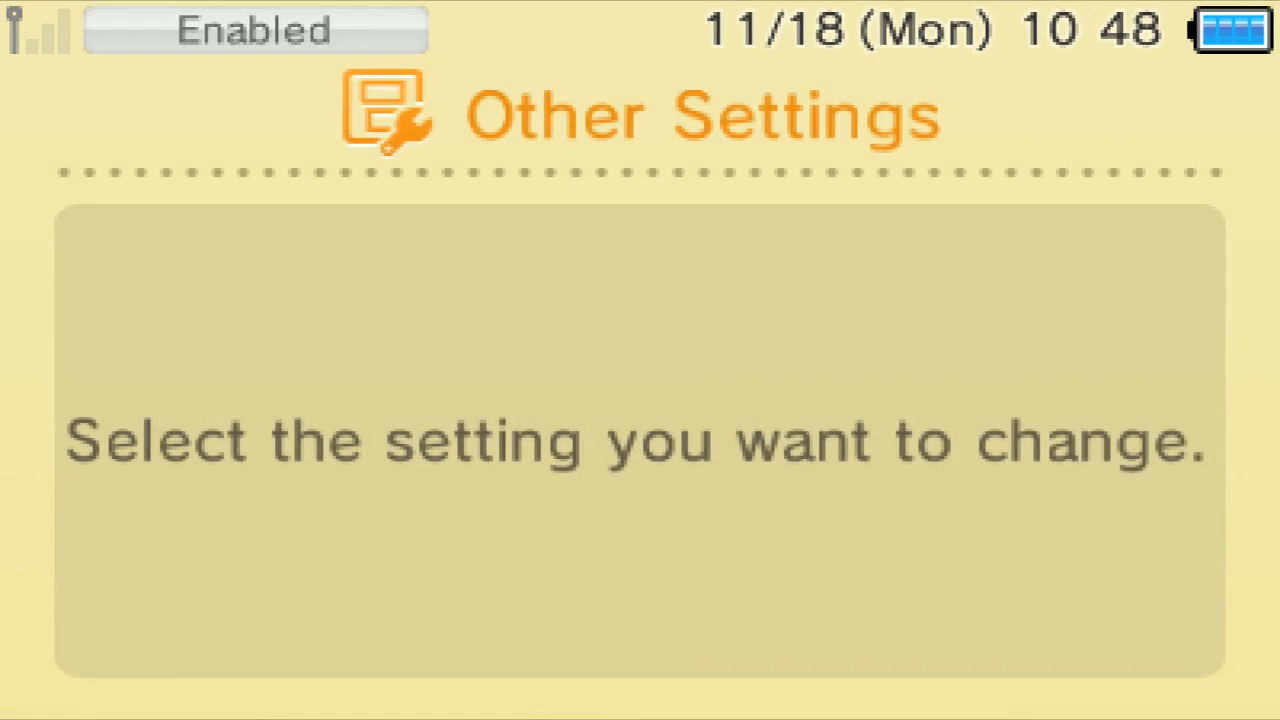 Enabled 11/18 (Mon) 10 48
Other Settings
Select the setting you want to change.